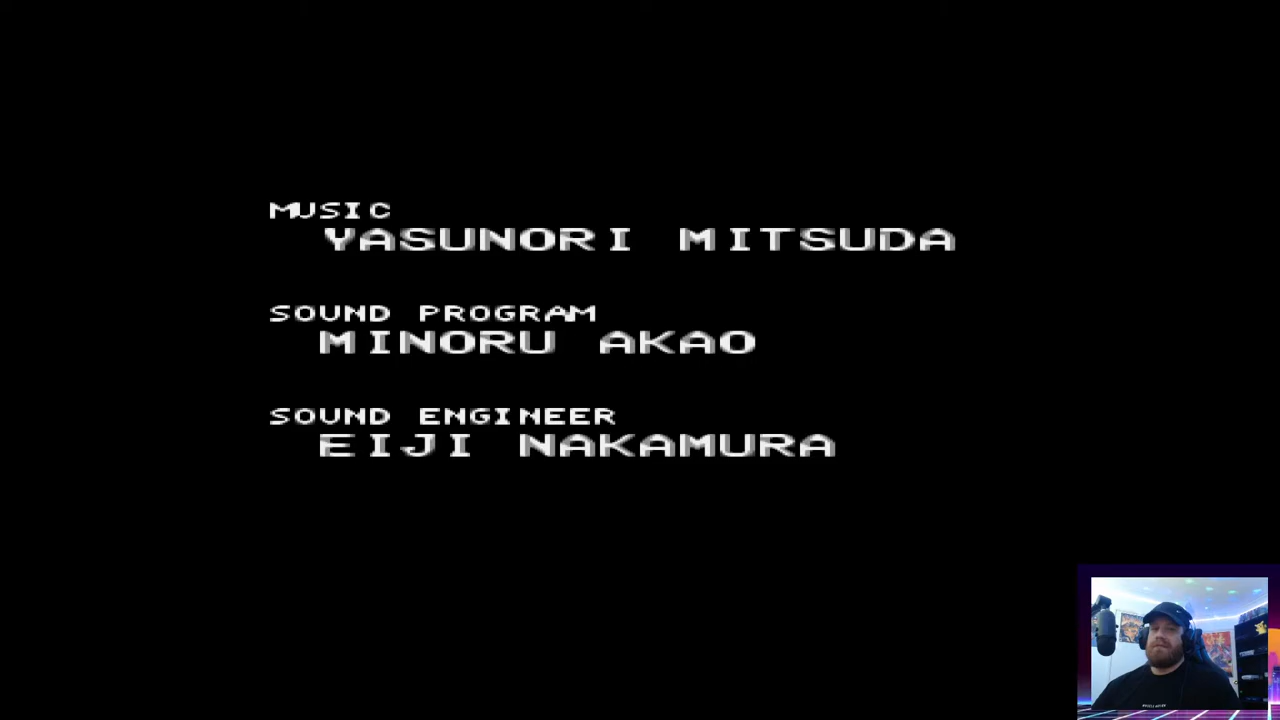 MUSIC
YASUNORI MITSUDA
SOUND PROGRAM
MINORU AKAO
SOUND ENGINEER
EIJI NAKAMURA